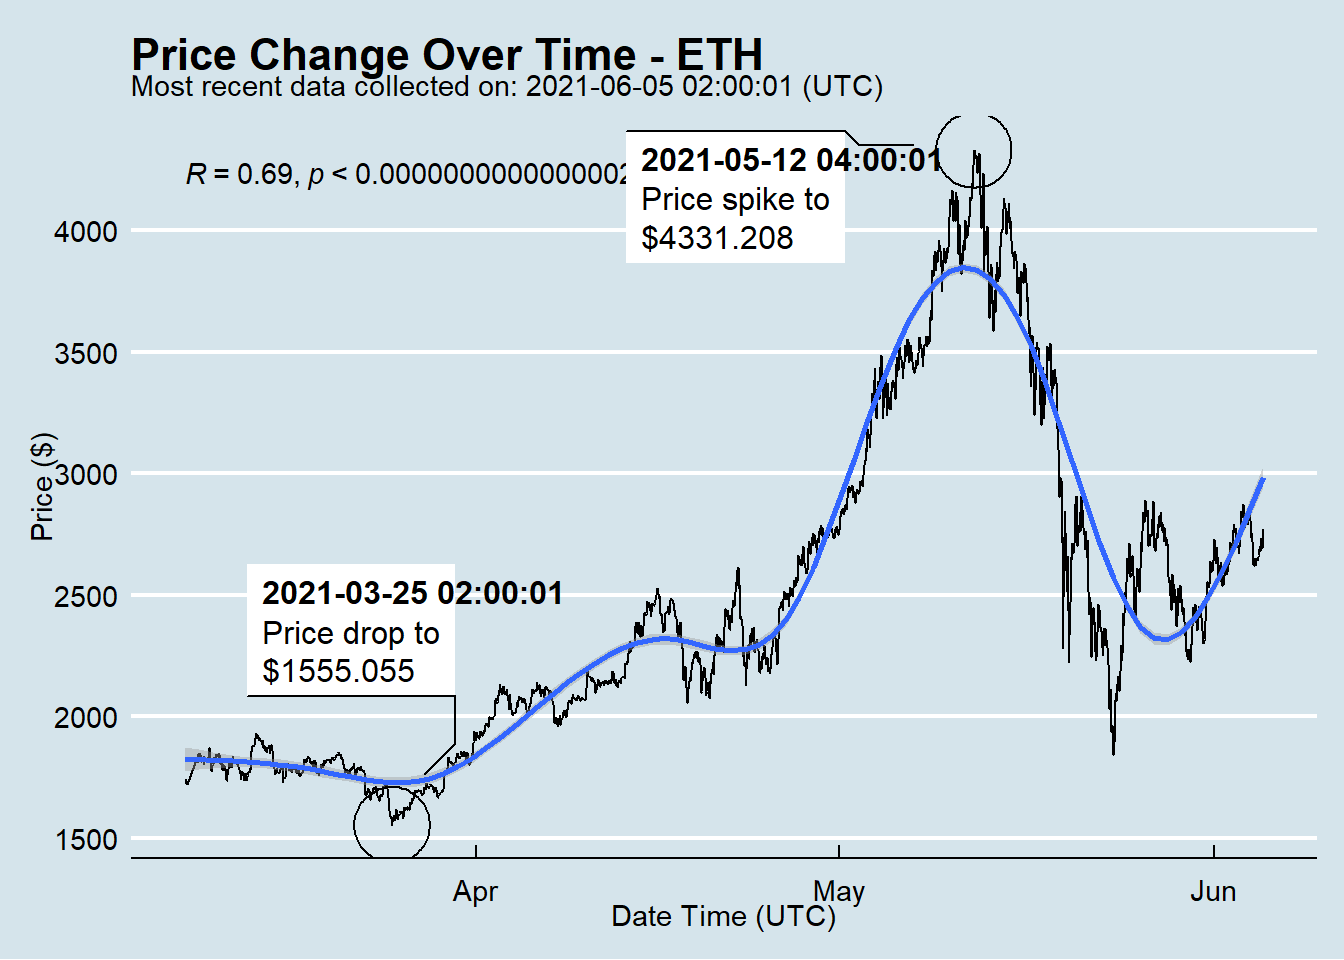 Price Change Over Time - ETH
Most recent data collected on: 2021-06-05 02:00:01 (UTC)
R = 0.69, p < 0.0000000000000002
2021-05-12 04:00:01
Price spike to
$4331.208
4000
3500
3000
2500
2000
1500
Price ($)
2021-03-25 02:00:01
Price drop to
$1555.055
Apr
May
Jun
Date Time (UTC)